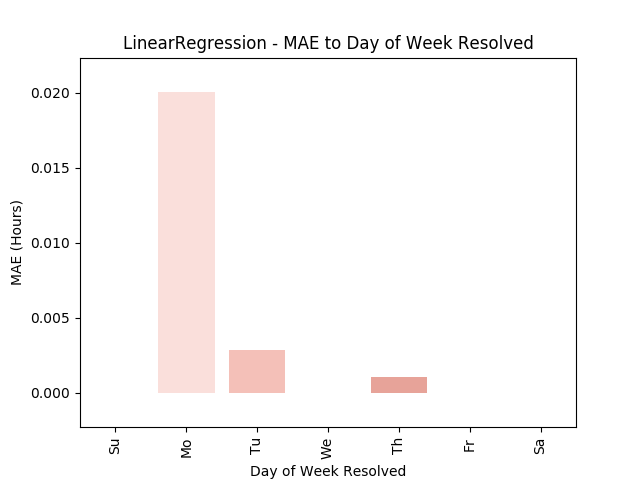 LinearRegression - MAE to Day of Week Resolved
MAE (Hours)
0.020
0.015
0.010
0.005
0.000
Su
Mo
Tu
We
Th
Fr
Sa
Day of Week Resolved